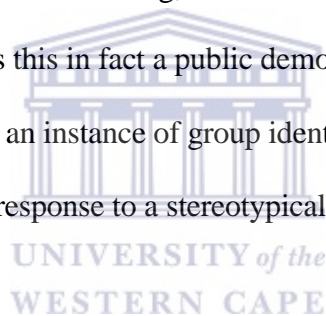 s this in fact a public demo
an instance of group ident
response to a stereotypical
UNIVERSITY of the
WESTERN CAPE